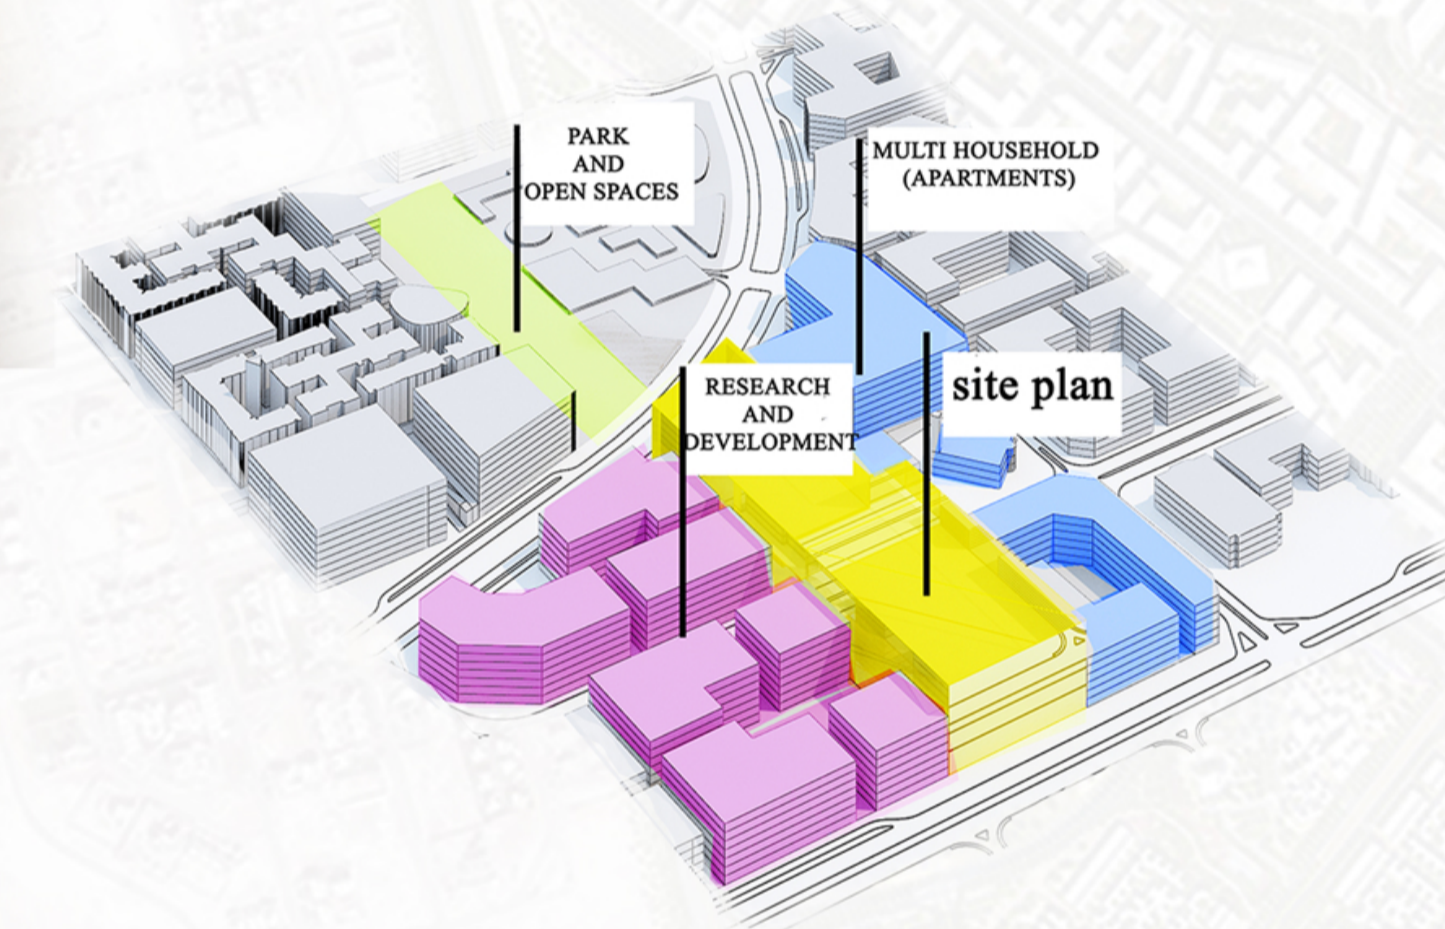 PARK
AND
OPEN SPACES
MULTI HOUSEHOLD
(APARTMENTS)
RESEARCH
AND
DEVELOPMENT
site plan